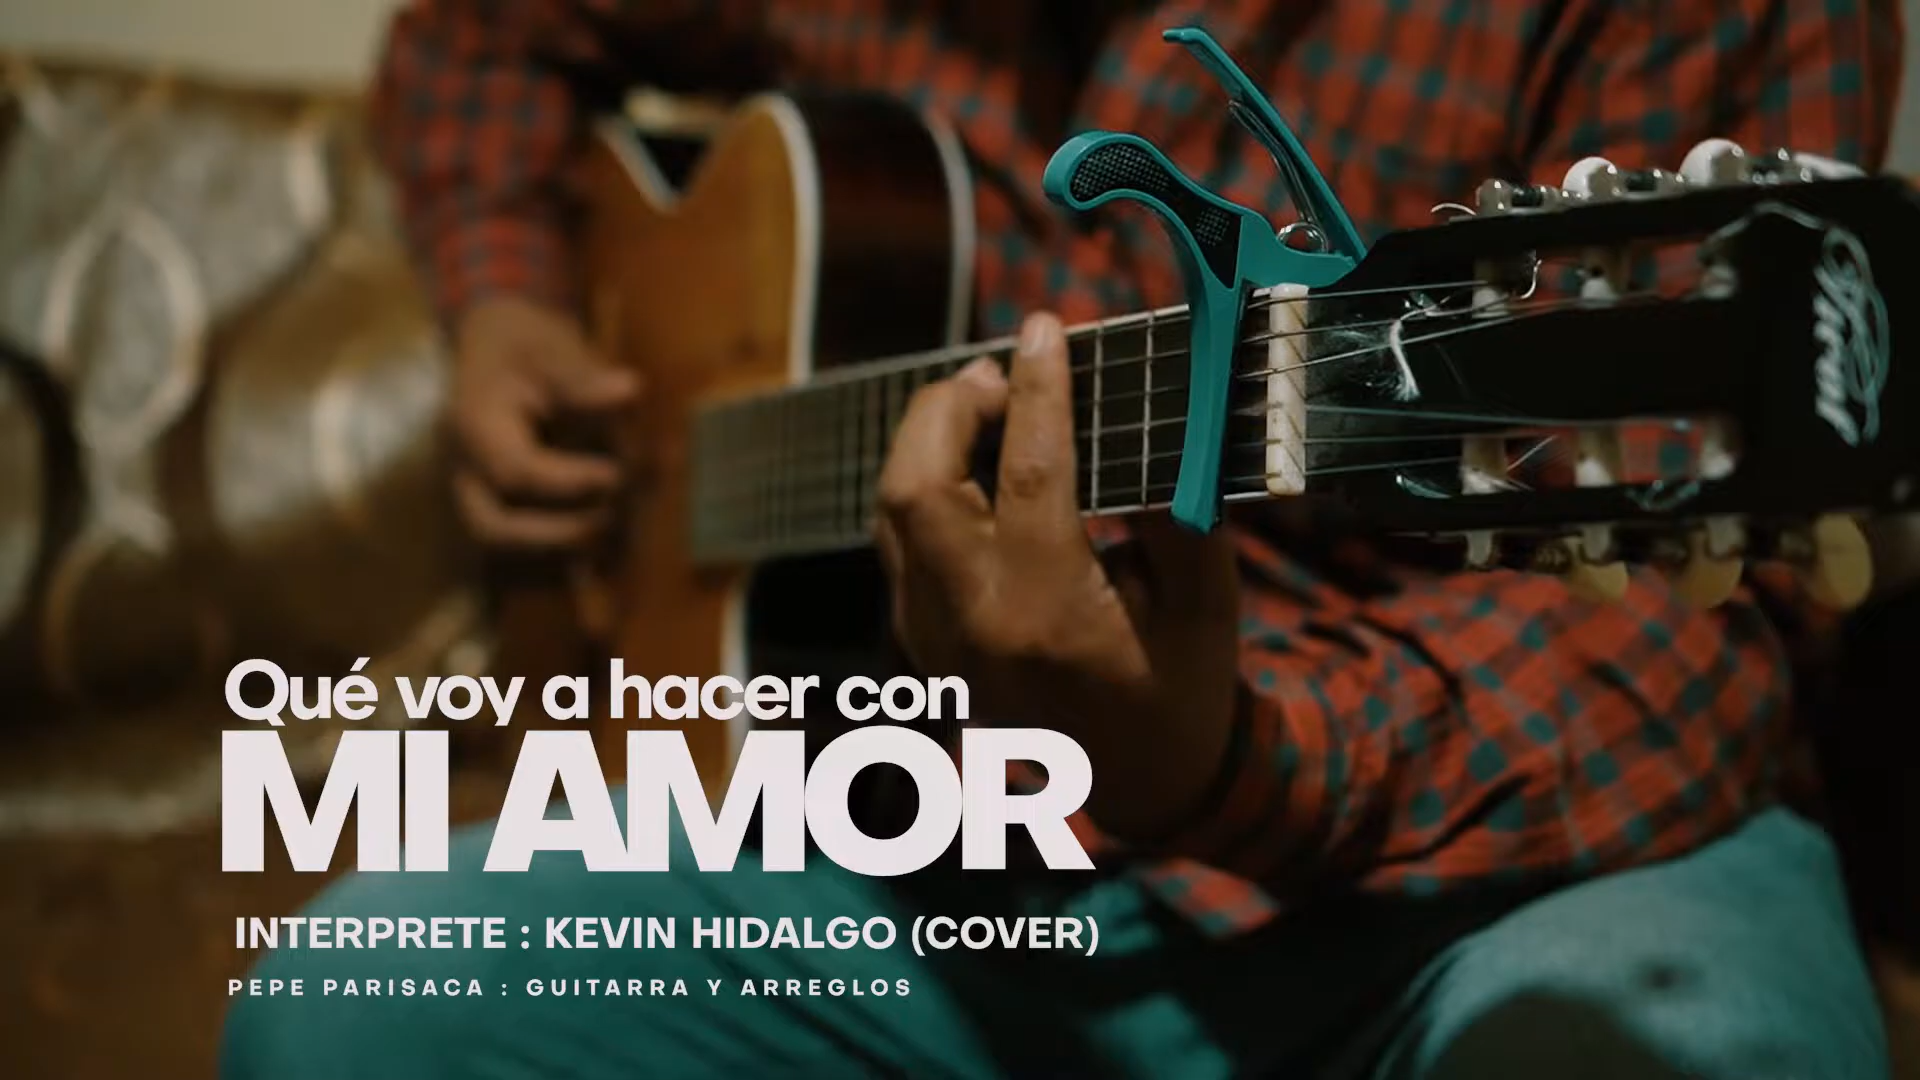 Qué voy a hacer con
MI AMOR
INTERPRETE : KEVIN HIDALGO (COVER)
PEPE PARISACA : GUITARRA Y ARREGLOS